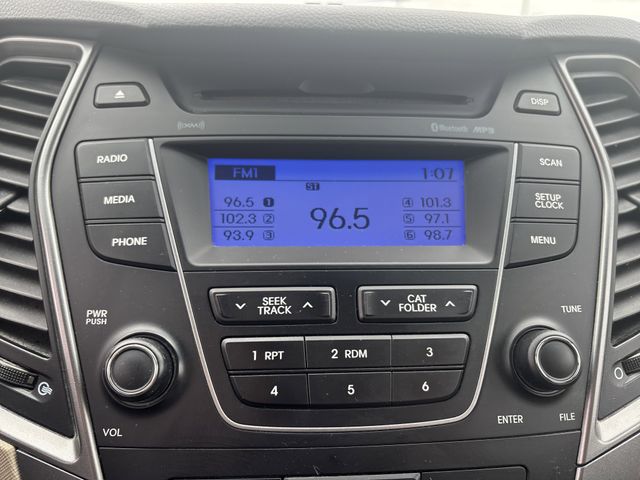 DISP
((XM))
Bluetooth MP3
RADIO
MEDIA
PHONE
FM1 1:07
ST
96.5 1
102.3 2
93.9 3
96.5
4 101.3
5 97.1
6 98.7
SCAN
SETUP
CLOCK
MENU
SEEK
TRACK
CAT
FOLDER
PWR
PUSH
TUNE
1 RPT
2 RDM
3
4
5
6
VOL
ENTER
FILE